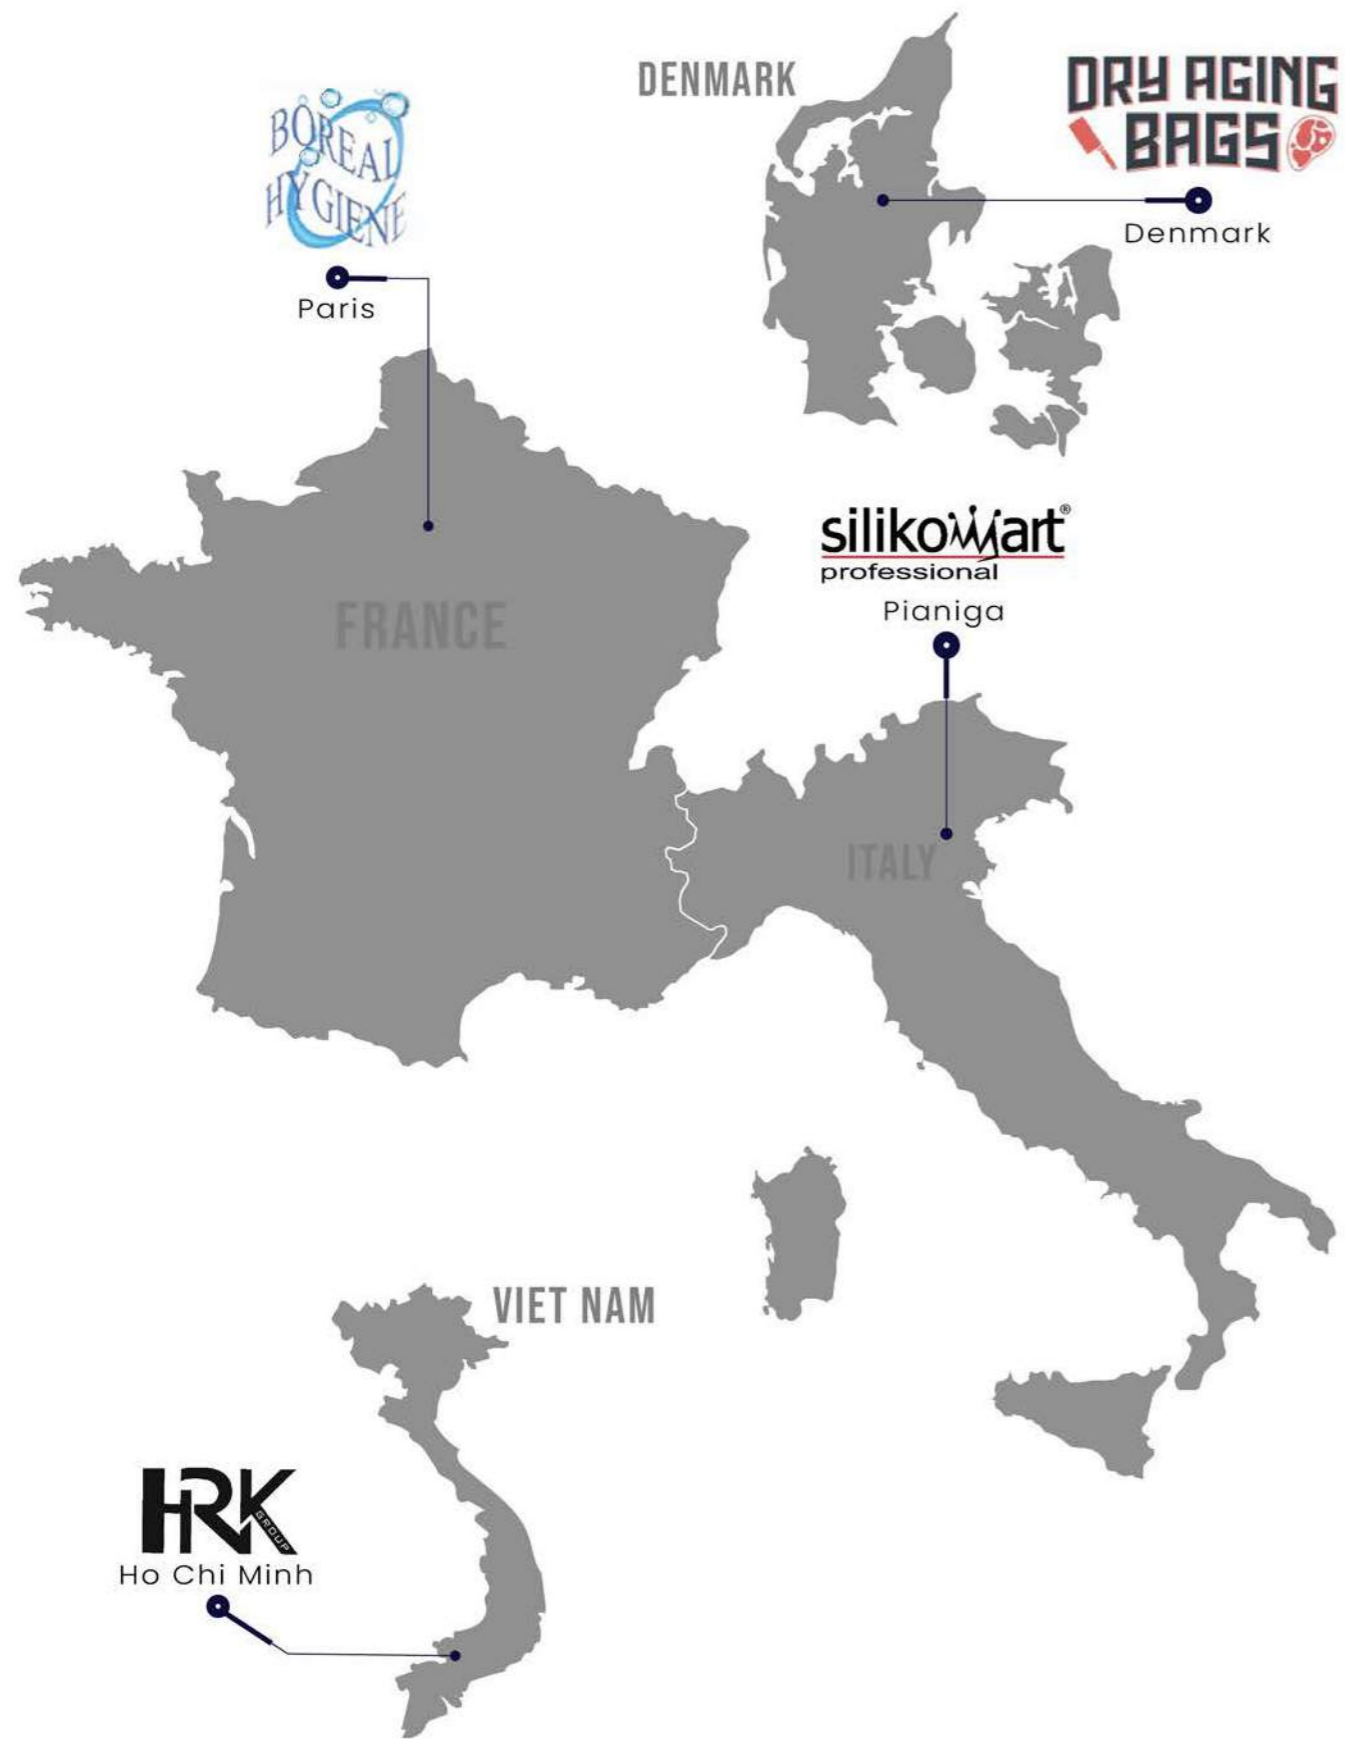 DENMARK
DRY AGING
BAGS
Denmark
BOREAL
HYGIENE
Paris
FRANCE
silikomart®
professional
Pianiga
ITALY
VIET NAM
HRK
GROUP
Ho Chi Minh